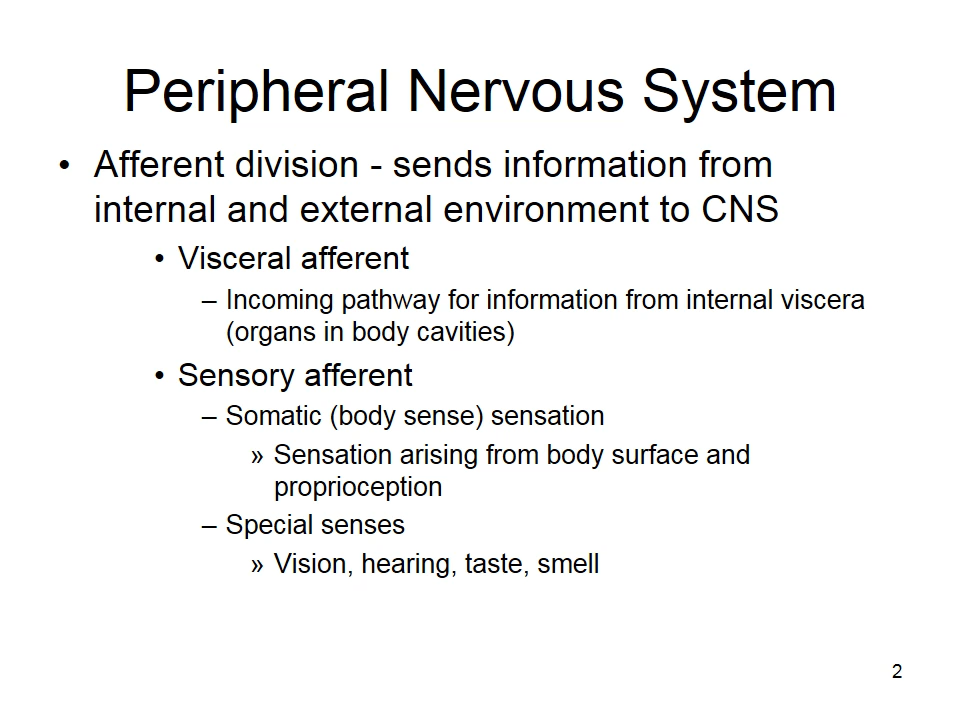 Peripheral Nervous System
• Afferent division - sends information from
internal and external environment to CNS
• Visceral afferent
– Incoming pathway for information from internal viscera
(organs in body cavities)
• Sensory afferent
– Somatic (body sense) sensation
» Sensation arising from body surface and
proprioception
– Special senses
» Vision, hearing, taste, smell
2